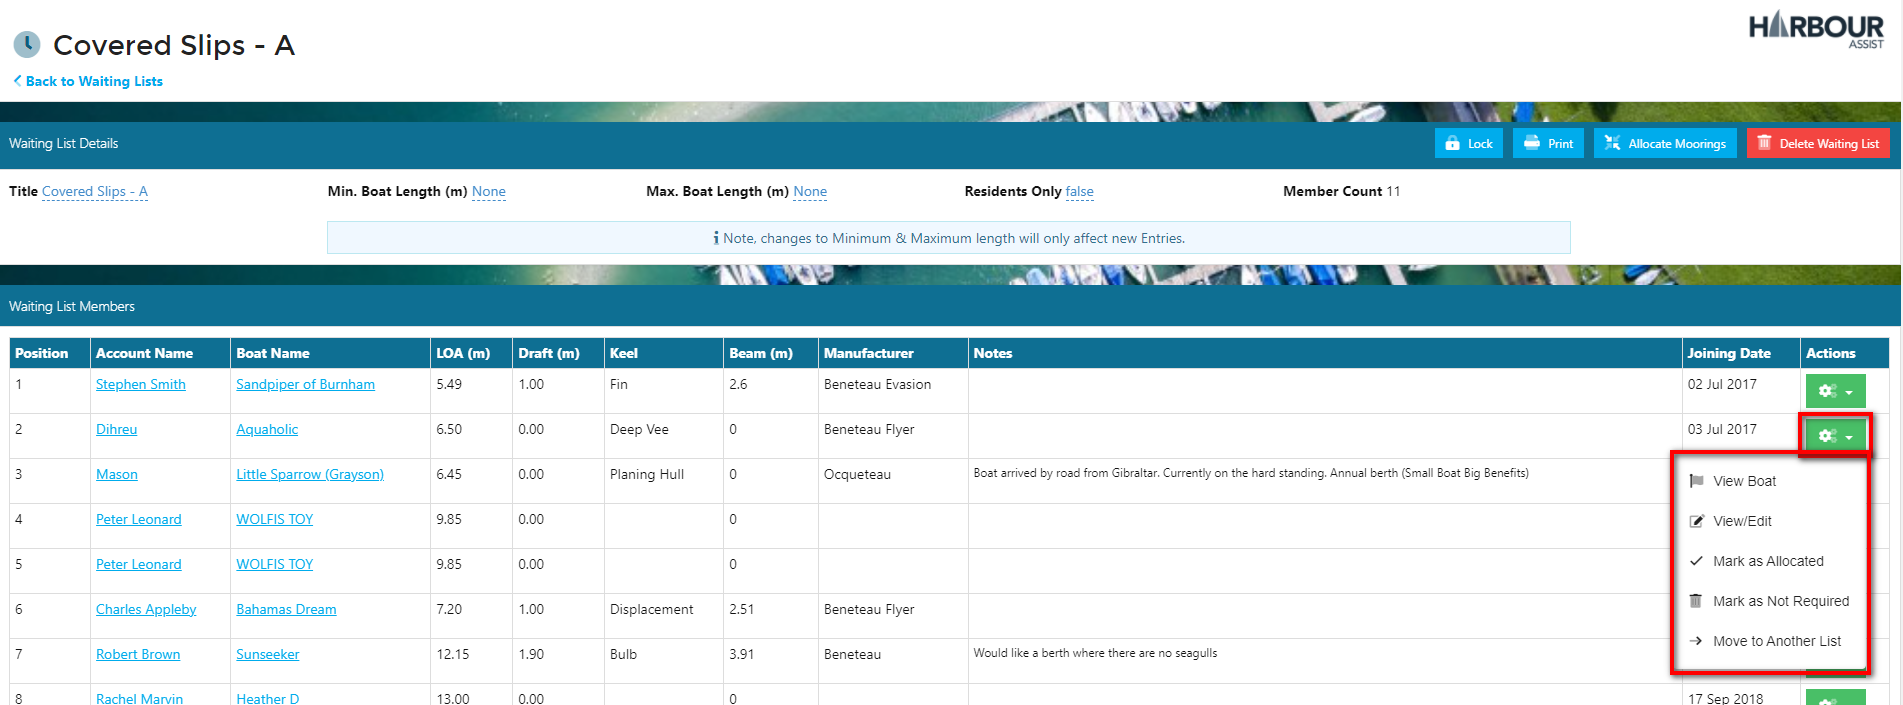 Covered Slips - A
HARBOUR
ASSIST
Back to Waiting Lists
Waiting List Details
Lock Print Allocate Moorings Delete Waiting List
Title Covered Slips - A Min. Boat Length (m) None Max. Boat Length (m) None Residents Only false Member Count 11
Note, changes to Minimum & Maximum length will only affect new Entries.
Waiting List Members
Position Account Name Boat Name LOA (m) Draft (m) Keel Beam (m) Manufacturer Notes Joining Date Actions
1 Stephen Smith Sandpiper of Burnham 5.49 1.00 Fin 2.6 Beneteau Evasion 02 Jul 2017
2 Dihreu Aquaholic 6.50 0.00 Deep Vee 0 Beneteau Flyer 03 Jul 2017
3 Mason Little Sparrow (Grayson) 6.45 0.00 Planing Hull 0 Ocqueteau Boat arrived by road from Gibraltar. Currently on the hard standing. Annual berth (Small Boat Big Benefits)
View Boat
4 Peter Leonard WOLFIS TOY 9.85 0.00 0
View/Edit
5 Peter Leonard WOLFIS TOY 9.85 0.00 0
Mark as Allocated
6 Charles Appleby Bahamas Dream 7.20 1.00 Displacement 2.51 Beneteau Flyer
Mark as Not Required
7 Robert Brown Sunseeker 12.15 1.90 Bulb 3.91 Beneteau Would like a berth where there are no seagulls
Move to Another List
8 Rachel Marvin Heather D 13.00 0.00 0 17 Sep 2018